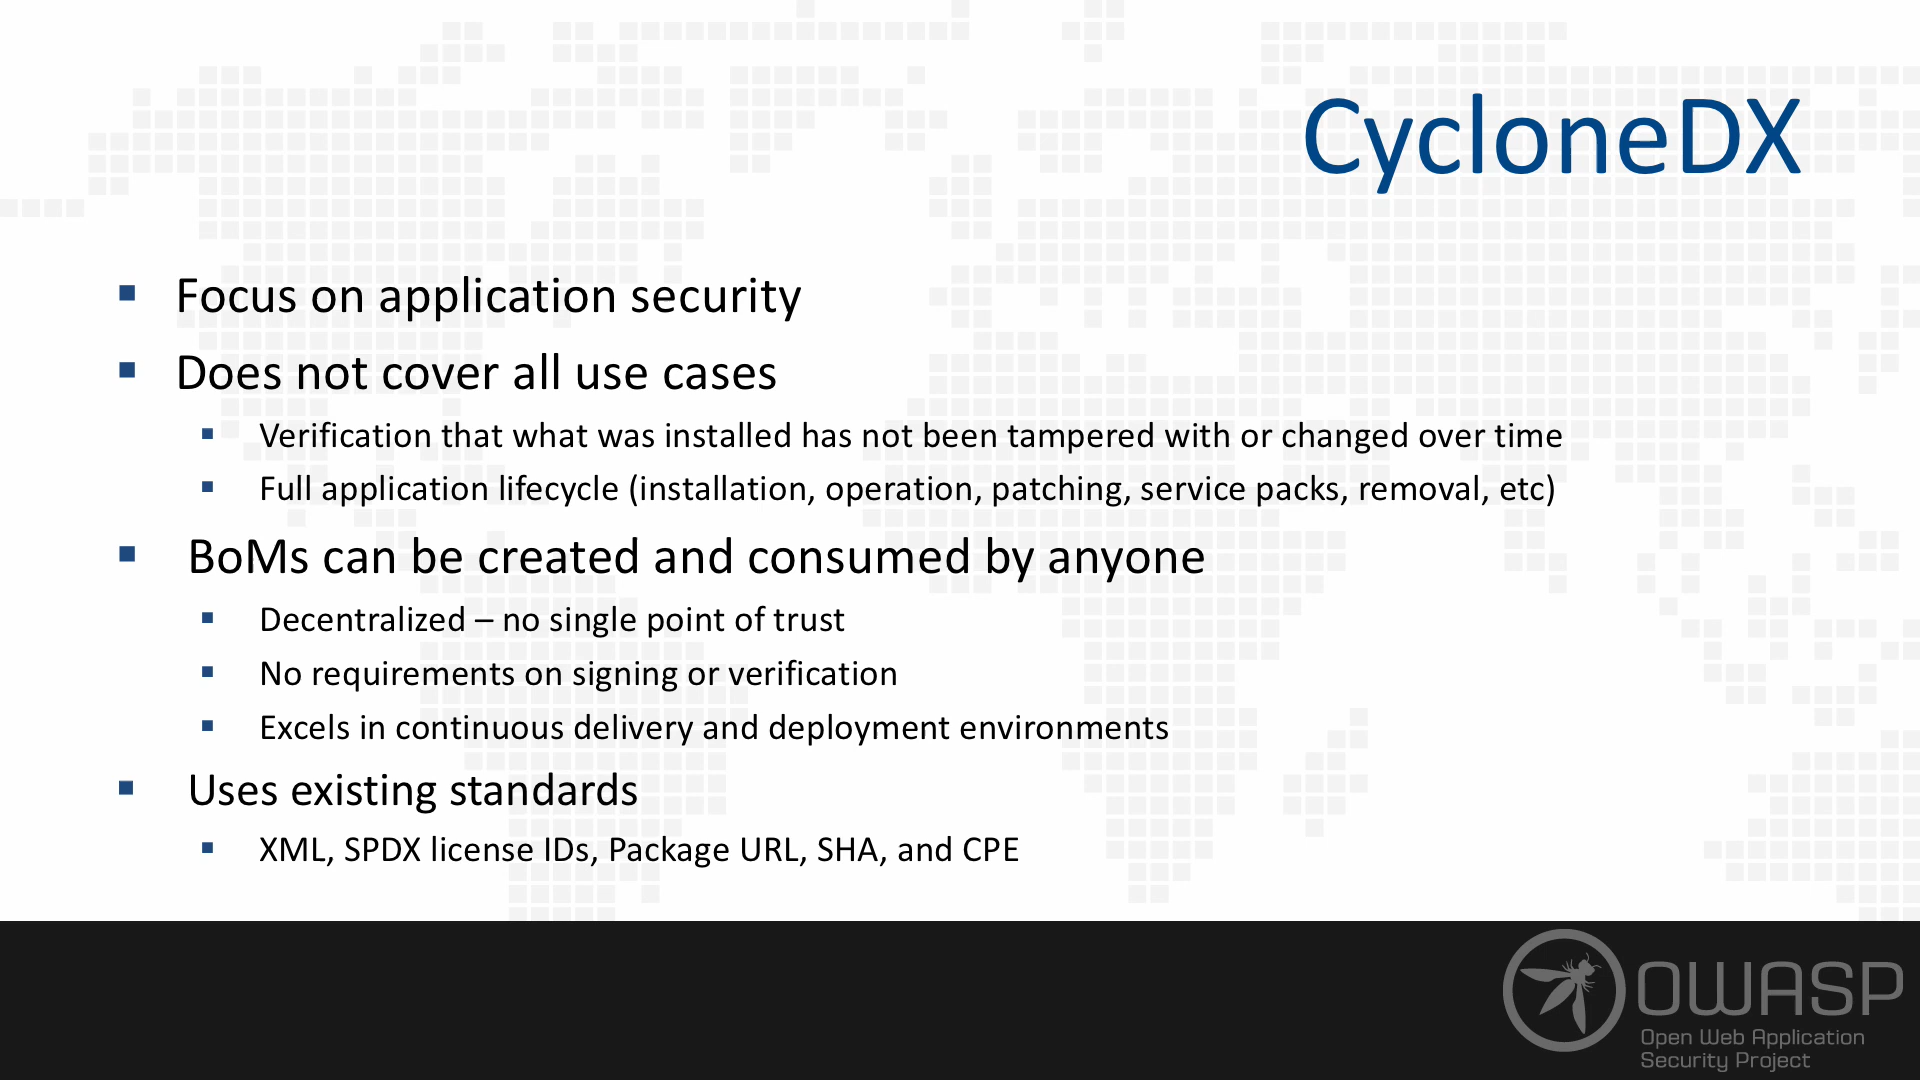 CycloneDX
▪ Focus on application security
▪ Does not cover all use cases
▪ Verification that what was installed has not been tampered with or changed over time
▪ Full application lifecycle (installation, operation, patching, service packs, removal, etc)
▪ BoMs can be created and consumed by anyone
▪ Decentralized – no single point of trust
▪ No requirements on signing or verification
▪ Excels in continuous delivery and deployment environments
▪ Uses existing standards
▪ XML, SPDX license IDs, Package URL, SHA, and CPE
OWASP
Open Web Application
Security Project